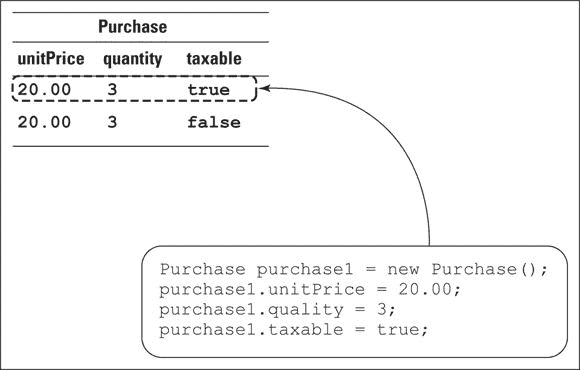 Purchase
unitPrice quantity taxable
20.00 3 true
20.00 3 false
Purchase purchase1 = new Purchase();
purchase1.unitPrice = 20.00;
purchase1.quality = 3;
purchase1.taxable = true;